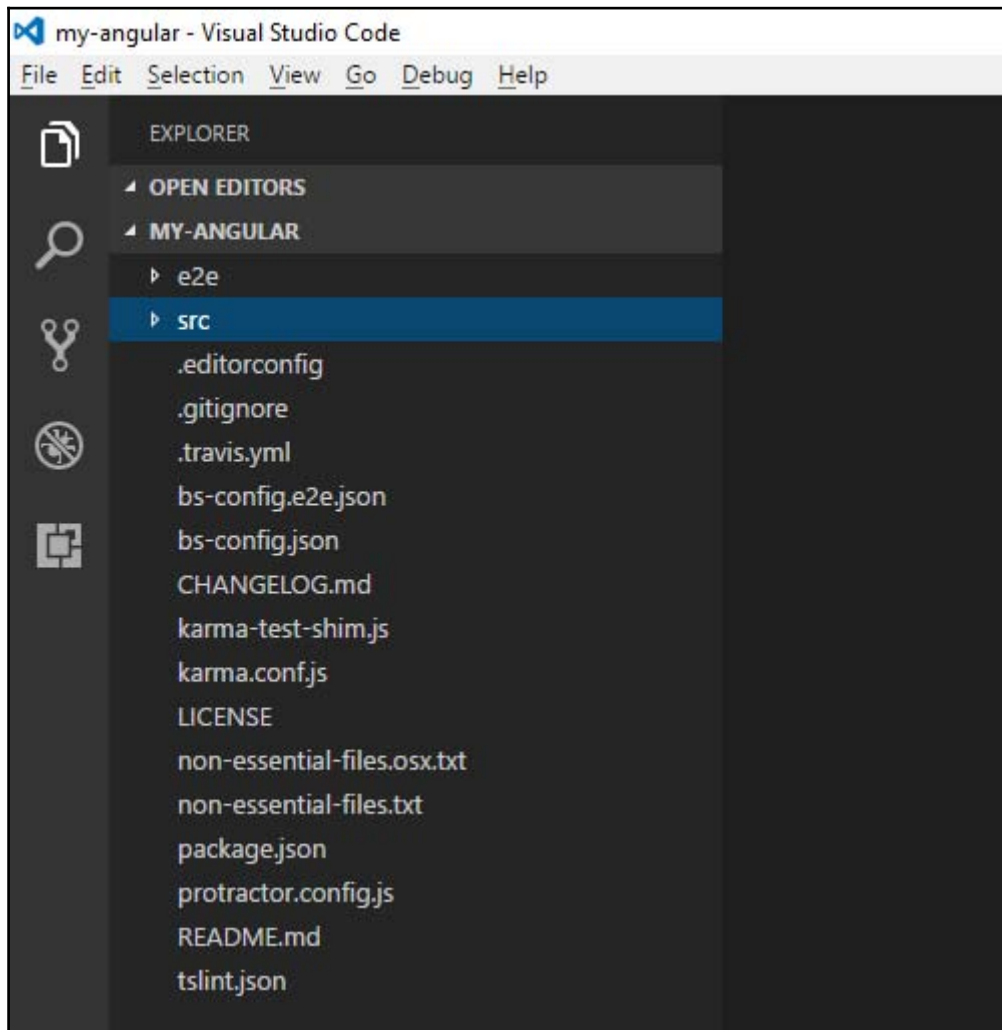 my-angular - Visual Studio Code
File Edit Selection View Go Debug Help
EXPLORER
OPEN EDITORS
MY-ANGULAR
e2e
src
.editorconfig
.gitignore
.travis.yml
bs-config.e2e.json
bs-config.json
CHANGELOG.md
karma-test-shim.js
karma.conf.js
LICENSE
non-essential-files.osx.txt
non-essential-files.txt
package.json
protractor.config.js
README.md
tslint.json